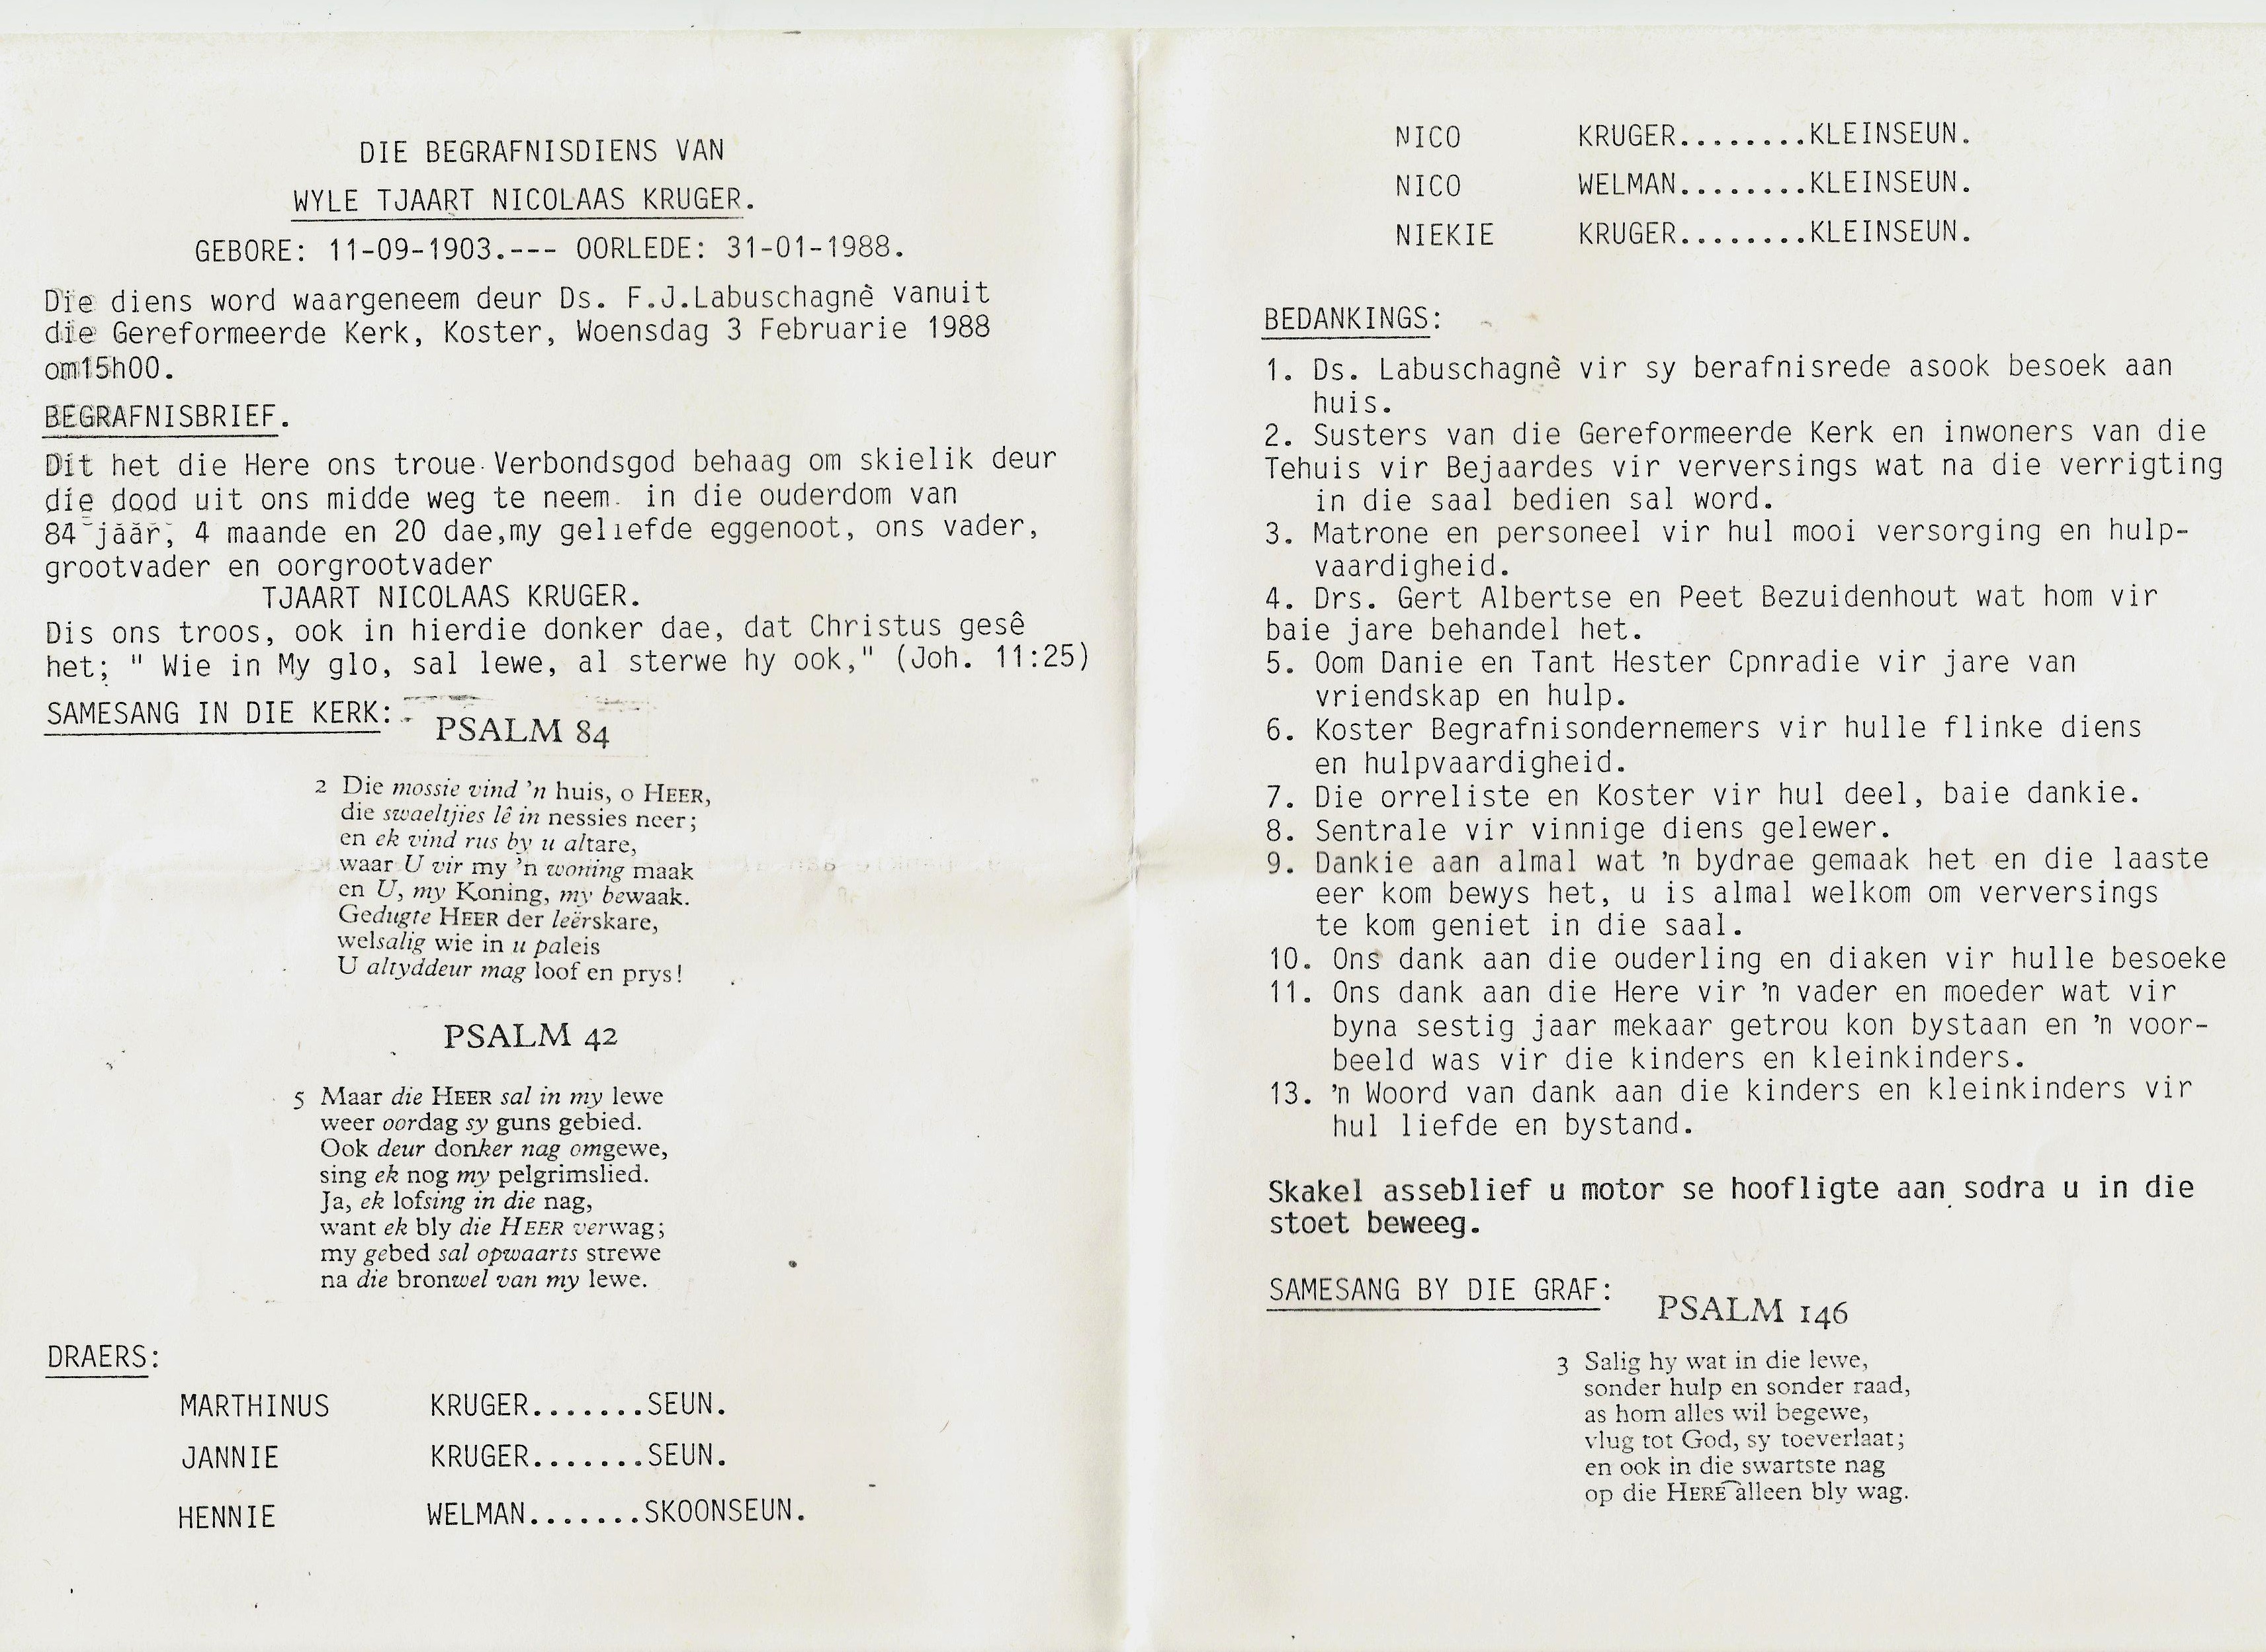 DIE BEGRAFNISDIENS VAN
WYLE TJAART NICOLAAS KRUGER.
GEBORE: 11-09-1903.--- OORLEDE: 31-01-1988.
Die diens word waargeneem deur Ds. F.J.Labuschagnè vanuit
die Gereformeerde Kerk, Koster, Woensdag 3 Februarie 1988
om15h00.
BEGRAFNISBRIEF.
Dit het die Here ons troue Verbondsgod behaag om skielik deur
die dood uit ons midde weg te neem. in die ouderdom van
84 jaar, 4 maande en 20 dae,my geliefde eggenoot, ons vader,
grootvader en oorgrootvader
TJAART NICOLAAS KRUGER.
Dis ons troos, ook in hierdie donker dae, dat Christus gesê
het; " Wie in My glo, sal lewe, al sterwe hy ook," (Joh. 11:25)
SAMESANG IN DIE KERK:
PSALM 84
2 Die mossie vind 'n huis, o HEER,
die swaeltjies lê in nessies neer;
en ek vind rus by u altare,
waar U vir my 'n woning maak
en U, my Koning, my bewaak.
Gedugte HEER der leërskare,
welsalig wie in u paleis
U altyddeur mag loof en prys!
PSALM 42
5 Maar die HEER sal in my lewe
weer oordag sy guns gebied.
Ook deur donker nag omgewe,
sing ek nog my pelgrimslied.
Ja, ek lofsing in die nag,
want ek bly die HEER verwag;
my gebed sal opwaarts strewe
na die bronwel van my lewe.
DRAERS:
MARTHINUS KRUGER.......SEUN.
JANNIE KRUGER.......SEUN.
HENNIE WELMAN.......SKOONSEUN.
NICO KRUGER........KLEINSEUN.
NICO WELMAN........KLEINSEUN.
NIEKIE KRUGER........KLEINSEUN.
BEDANKINGS:
1. Ds. Labuschagnè vir sy berafnisrede asook besoek aan
huis.
2. Susters van die Gereformeerde Kerk en inwoners van die
Tehuis vir Bejaardes vir verversings wat na die verrigting
in die saal bedien sal word.
3. Matrone en personeel vir hul mooi versorging en hulp-
vaardigheid.
4. Drs. Gert Albertse en Peet Bezuidenhout wat hom vir
baie jare behandel het.
5. Oom Danie en Tant Hester Cpnradie vir jare van
vriendskap en hulp.
6. Koster Begrafnisondernemers vir hulle flinke diens
en hulpvaardigheid.
7. Die orreliste en Koster vir hul deel, baie dankie.
8. Sentrale vir vinnige diens gelewer.
9. Dankie aan almal wat 'n bydrae gemaak het en die laaste
eer kom bewys het, u is almal welkom om verversings
te kom geniet in die saal.
10. Ons dank aan die ouderling en diaken vir hulle besoeke
11. Ons dank aan die Here vir 'n vader en moeder wat vir
byna sestig jaar mekaar getrou kon bystaan en 'n voor-
beeld was vir die kinders en kleinkinders.
13. 'n Woord van dank aan die kinders en kleinkinders vir
hul liefde en bystand.
Skakel asseblief u motor se hoofligte aan sodra u in die
stoet beweeg.
SAMESANG BY DIE GRAF:
PSALM 146
3 Salig hy wat in die lewe,
sonder hulp en sonder raad,
as hom alles wil begewe,
vlug tot God, sy toeverlaat;
en ook in die swartste nag
op die HERE alleen bly wag.